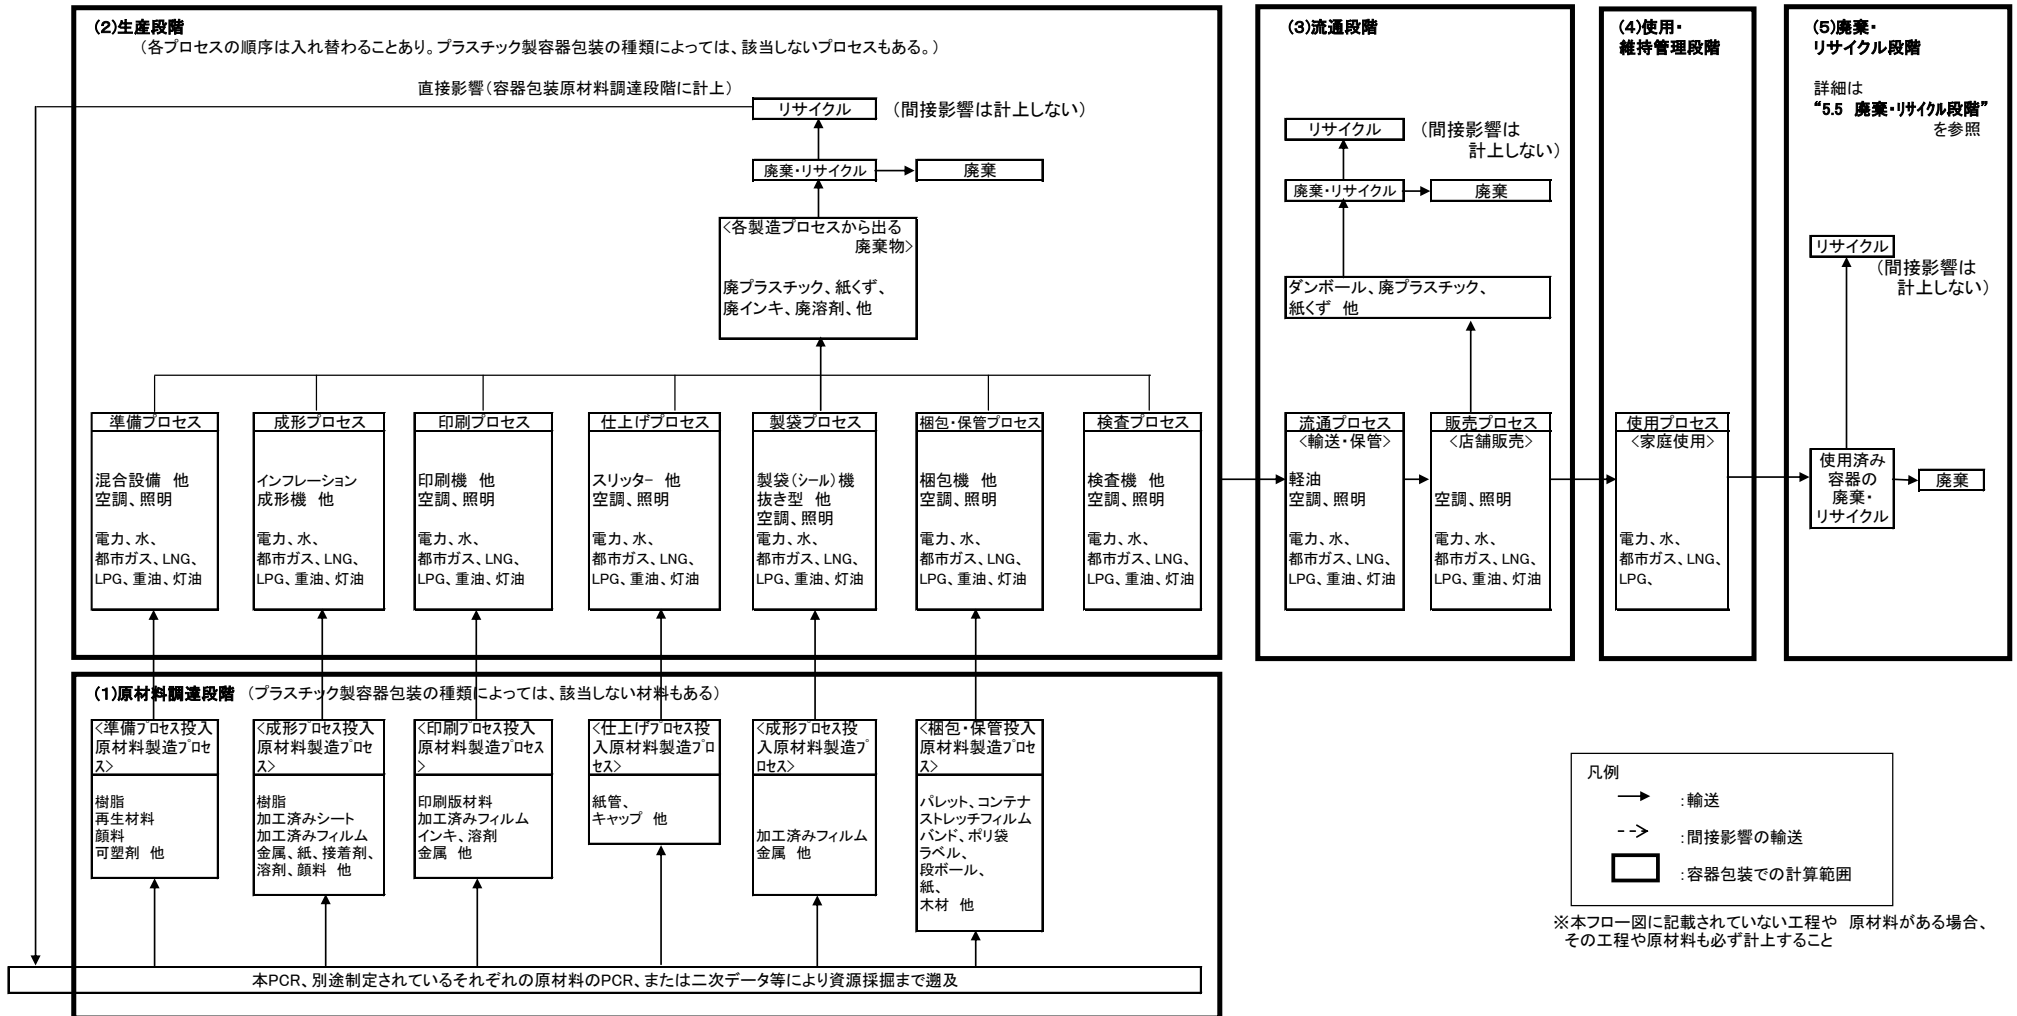 (2)生産段階
(各プロセスの順序は入れ替わることあり。プラスチック製容器包装の種類によっては、該当しないプロセスもある。)
直接影響(容器包装原材料調達段階に計上)
リサイクル
(間接影響は計上しない)
廃棄・リサイクル
廃棄
<各製造プロセスから出る
廃棄物>
廃プラスチック、紙くず、
廃インキ、廃溶剤、他
準備プロセス
混合設備 他
空調、照明
電力、水、
都市ガス、LNG、
LPG、重油、灯油
成形プロセス
インフレーション
成形機 他
電力、水、
都市ガス、LNG、
LPG、重油、灯油
印刷プロセス
印刷機 他
空調、照明
電力、水、
都市ガス、LNG、
LPG、重油、灯油
仕上げプロセス
スリッター 他
空調、照明
電力、水、
都市ガス、LNG、
LPG、重油、灯油
製袋プロセス
製袋(シール)機
抜き型 他
空調、照明
電力、水、
都市ガス、LNG、
LPG、重油、灯油
梱包・保管プロセス
梱包機 他
空調、照明
電力、水、
都市ガス、LNG、
LPG、重油、灯油
検査プロセス
検査機 他
空調、照明
電力、水、
都市ガス、LNG、
LPG、重油、灯油
(3)流通段階
リサイクル
(間接影響は
計上しない)
廃棄・リサイクル
廃棄
ダンボール、廃プラスチック、
紙くず 他
流通プロセス
<輸送・保管>
軽油
空調、照明
電力、水、
都市ガス、LNG、
LPG、重油、灯油
販売プロセス
<店舗販売>
空調、照明
電力、水、
都市ガス、LNG、
LPG、重油、灯油
(4)使用・
維持管理段階
使用プロセス
<家庭使用>
電力、水、
都市ガス、LNG、
LPG、
(5)廃棄・
リサイクル段階
詳細は
“5.5 廃棄・リサイクル段階”
を参照
リサイクル
(間接影響は
計上しない)
使用済み
容器の
廃棄・
リサイクル
廃棄
(1)原材料調達段階 (プラスチック製容器包装の種類によっては、該当しない材料もある)
<準備プロセス投入
原材料製造プロセ
ス>
樹脂
再生材料
顔料
可塑剤 他
<成形プロセス投入
原材料製造プロセ
ス>
樹脂
加工済みシート
加工済みフィルム
金属、紙、接着剤、
溶剤、顔料 他
<印刷プロセス投入
原材料製造プロセス
>
印刷版材料
加工済みフィルム
インキ、溶剤
金属 他
<仕上げプロセス投
入原材料製造プロ
セス>
紙管、
キャップ 他
<成形プロセス投
入原材料製造プ
ロセス>
加工済みフィルム
金属 他
<梱包・保管投入
原材料製造プロセ
ス>
パレット、コンテナ
ストレッチフィルム
バンド、ポリ袋
ラベル、
段ボール、
紙、
木材 他
本PCR、別途制定されているそれぞれの原材料のPCR、または二次データ等により資源採掘まで遡及
凡例
:輸送
:間接影響の輸送
:容器包装での計算範囲
※本フロー図に記載されていない工程や 原材料がある場合、
その工程や原材料も必ず計上すること